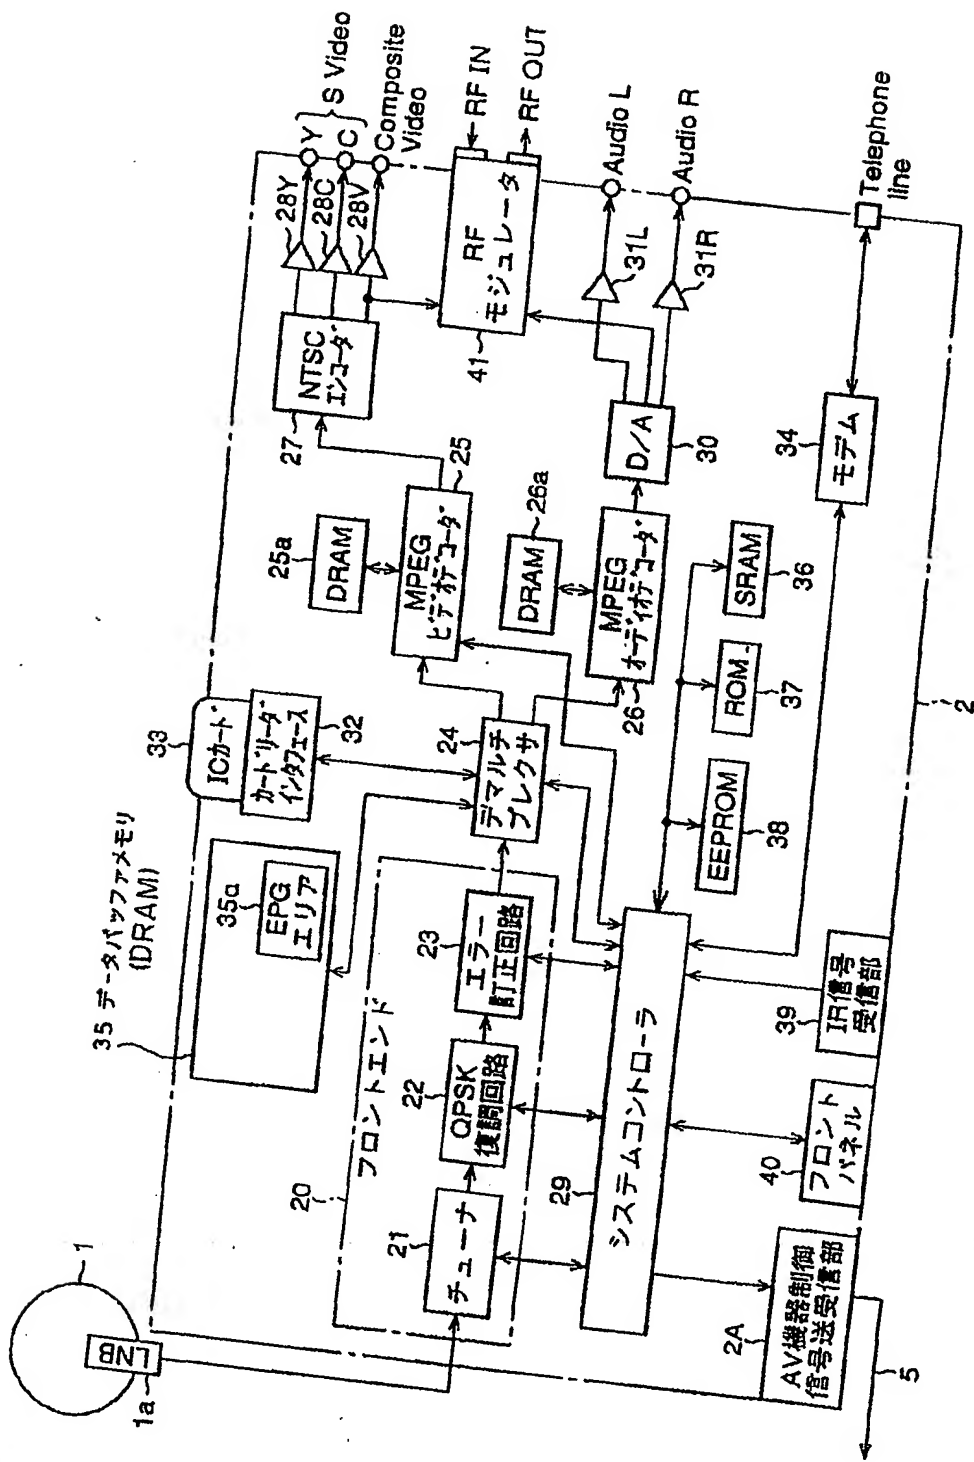 1
LNB
1a
35 データバッファメモリ
(DRAM)
35a
EPG
エリア
33
ICカード
カードリーダ
インタフェース
32
20
フロントエンド
21
チューナ
22
QPSK
復調回路
23
エラー
訂正回路
24
デマルチ
プレクサ
25a
DRAM
MPEG
ビデオデコーダ
25
DRAM
26a
MPEG
オーディオデコーダ
26
27
NTSC
エンコーダ
28Y
28C
28V
Y
C
S Video
Composite
Video
RF
モジュレータ
41
RF IN
RF OUT
D/A
30
31L
31R
Audio L
Audio R
34
モデム
Telephone
line
SRAM
36
ROM
37
EEPROM
38
29
システムコントローラ
2A
AV機器制御
信号送受信部
5
40
フロント
パネル
39
IR信号
受信部
2